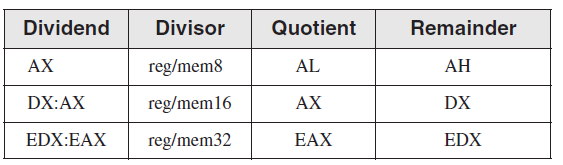 Dividend Divisor Quotient Remainder
AX reg/mem8 AL AH
DX:AX reg/mem16 AX DX
EDX:EAX reg/mem32 EAX EDX